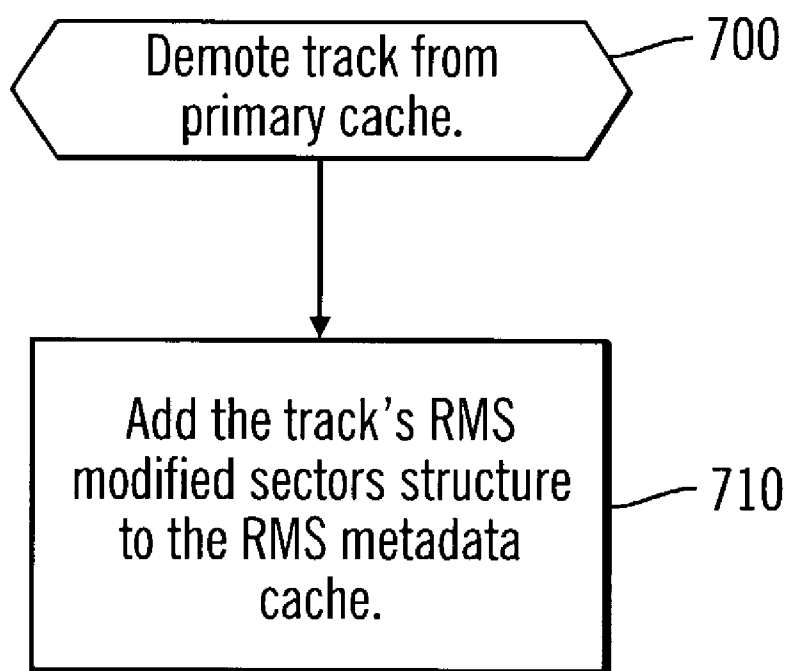 Demote track from
primary cache.
700
Add the track's RMS
modified sectors structure
to the RMS metadata
cache.
710